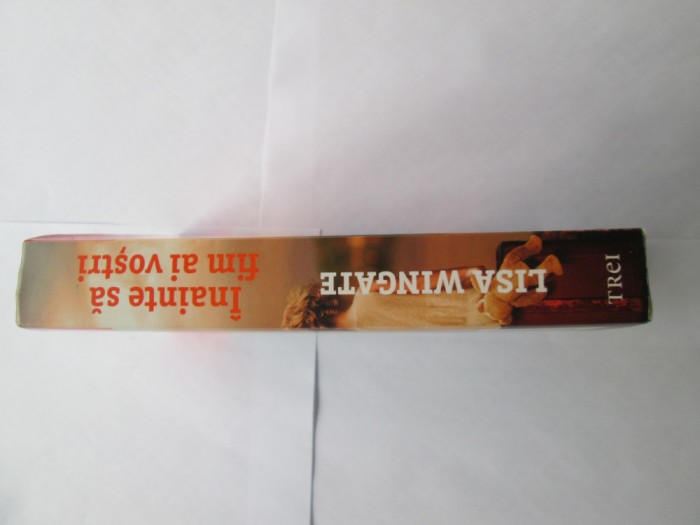 LISA WINGATE
Înainte să
fim ai voștri
TREI